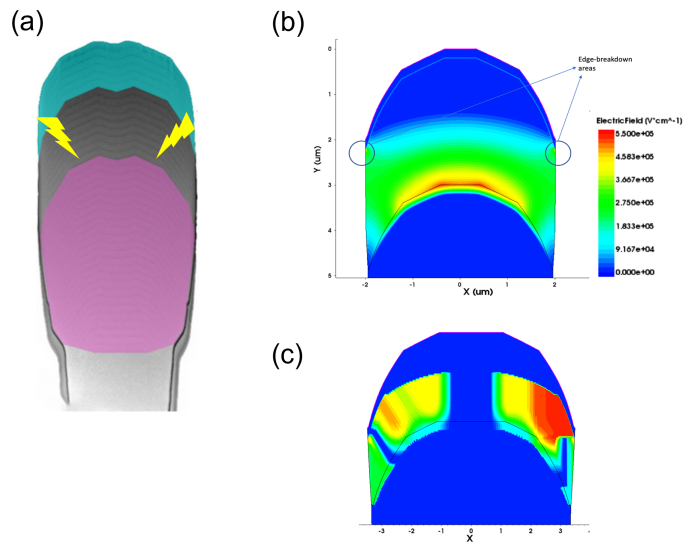 (a)
(b)
Edge-breakdown
areas
0
1
2
3
4
5
Y (um)
-2
-1
0
1
2
X (um)
ElectricField (V*cm^-1)
5.500e+05
4.583e+05
3.667e+05
2.750e+05
1.833e+05
9.167e+04
0.000e+00
(c)
-3
-2
-1
0
1
2
3
X